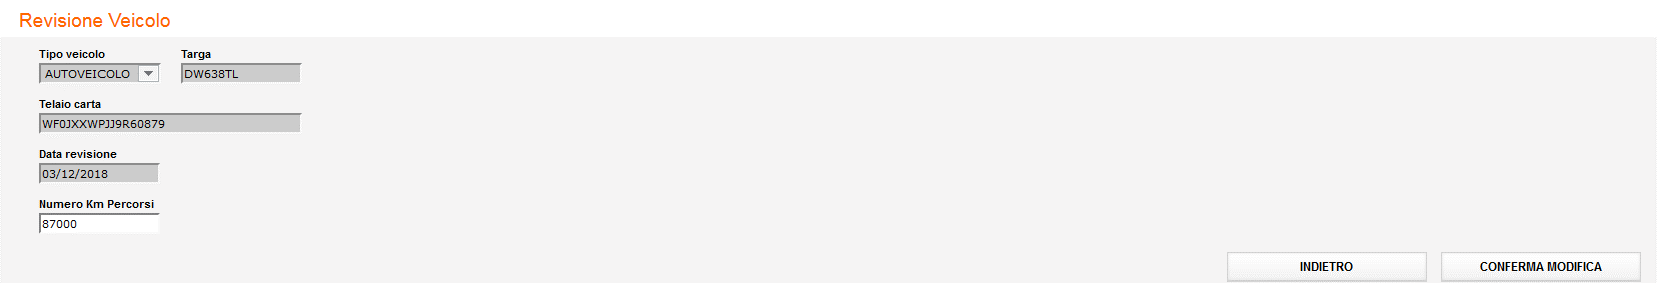 Revisione Veicolo
Tipo veicolo Targa
AUTOVEICOLO DW638TL
Telaio carta
WF0JXXWPJJ9R60879
Data revisione
03/12/2018
Numero Km Percorsi
87000
INDIETRO CONFERMA MODIFICA